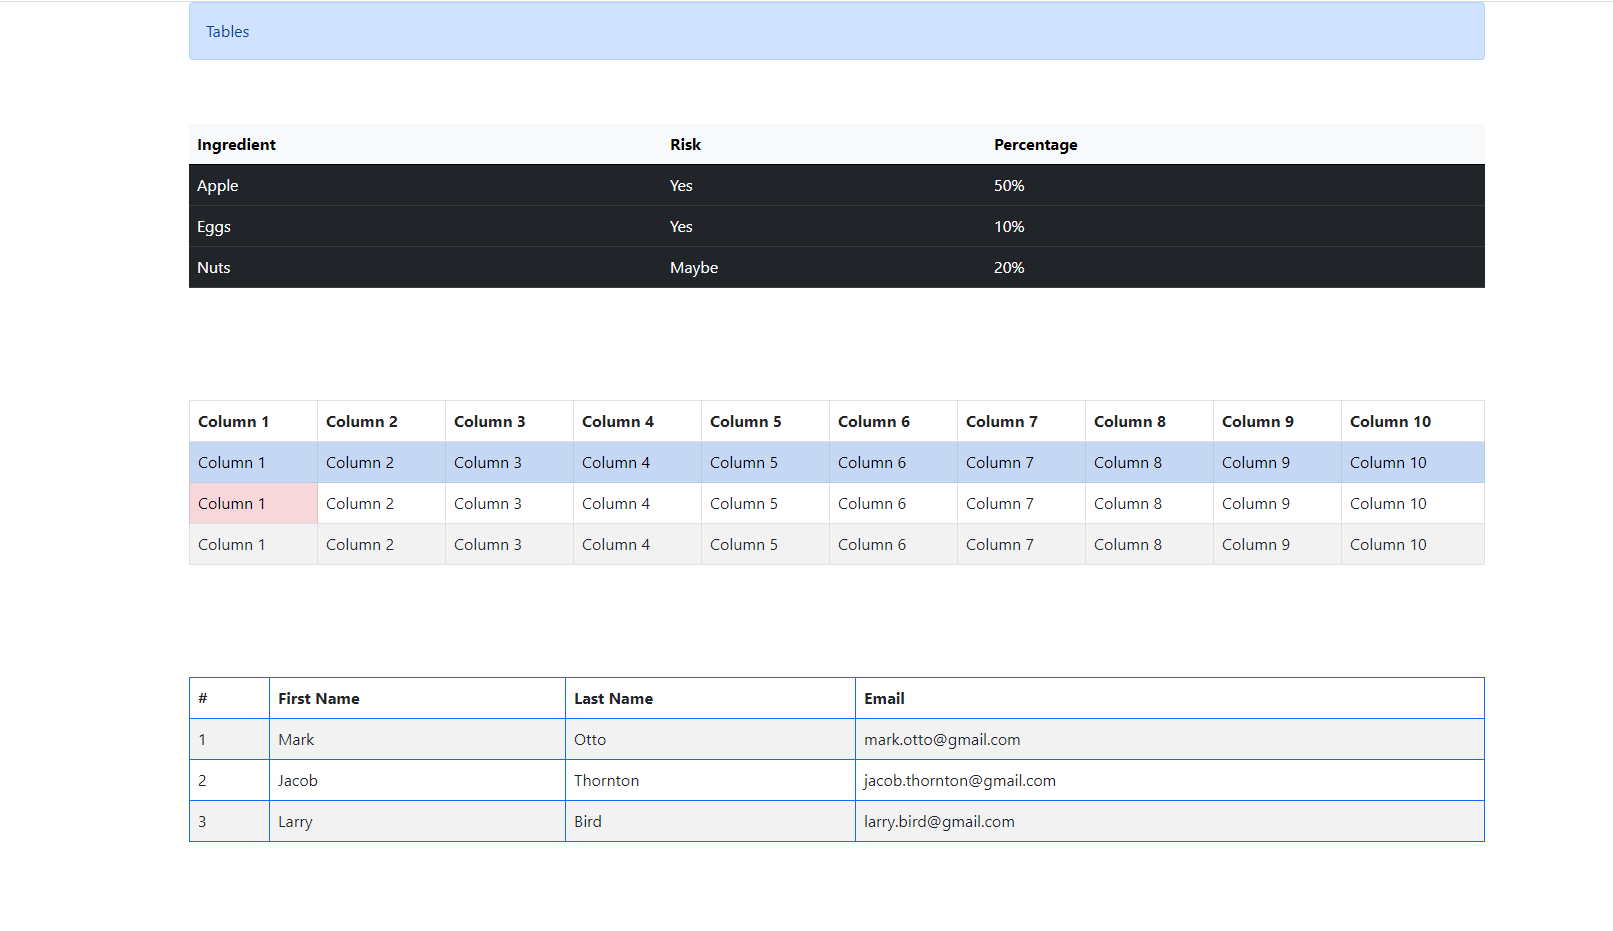 Tables
Ingredient Risk Percentage
Apple Yes 50%
Eggs Yes 10%
Nuts Maybe 20%
Column 1 Column 2 Column 3 Column 4 Column 5 Column 6 Column 7 Column 8 Column 9 Column 10
Column 1 Column 2 Column 3 Column 4 Column 5 Column 6 Column 7 Column 8 Column 9 Column 10
Column 1 Column 2 Column 3 Column 4 Column 5 Column 6 Column 7 Column 8 Column 9 Column 10
Column 1 Column 2 Column 3 Column 4 Column 5 Column 6 Column 7 Column 8 Column 9 Column 10
# First Name Last Name Email
1 Mark Otto mark.otto@gmail.com
2 Jacob Thornton jacob.thornton@gmail.com
3 Larry Bird larry.bird@gmail.com